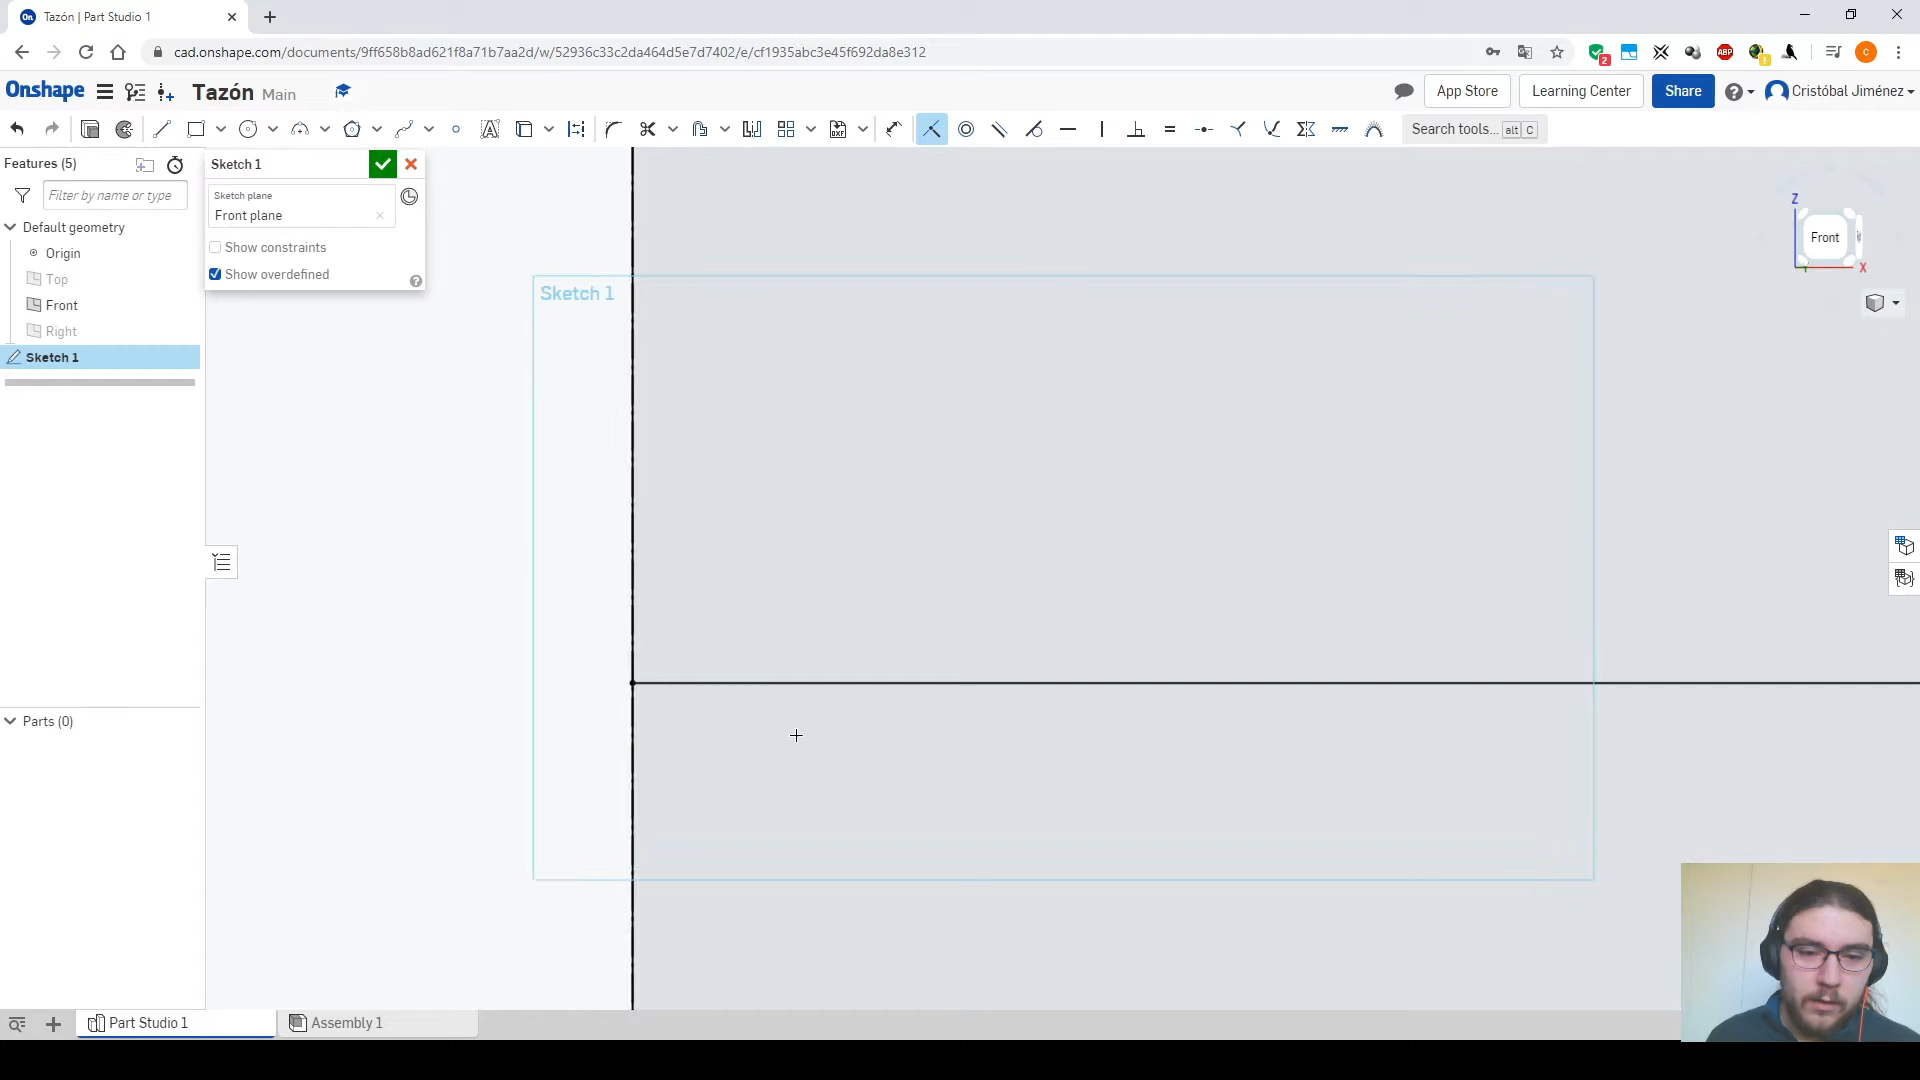 Tazón | Part Studio 1
cad.onshape.com/documents/9ff658b8ad621f8a71b7aa2d/w/52936c33c2da464d5e7d7402/e/cf1935abc3e45f692da8e312
2
ABP
C
Onshape
Tazón Main
App Store
Learning Center
Share
Cristóbal Jiménez
Search tools... alt C
Features (5)
Filter by name or type
Default geometry
Origin
Top
Front
Right
Sketch 1
Parts (0)
Sketch 1
Sketch plane
Front plane
Show constraints
Show overdefined
Sketch 1
Z
Front
X
Part Studio 1
Assembly 1